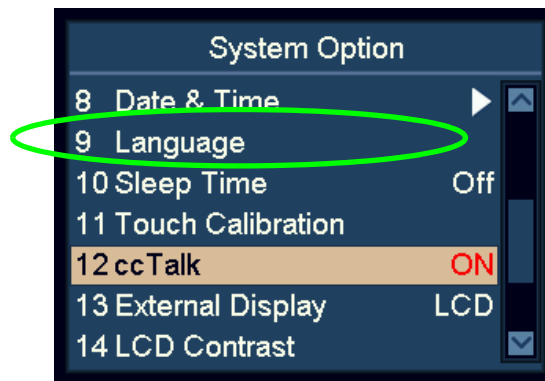 System Option
8 Date & Time
9 Language
10 Sleep Time Off
11 Touch Calibration
12 ccTalk ON
13 External Display LCD
14 LCD Contrast